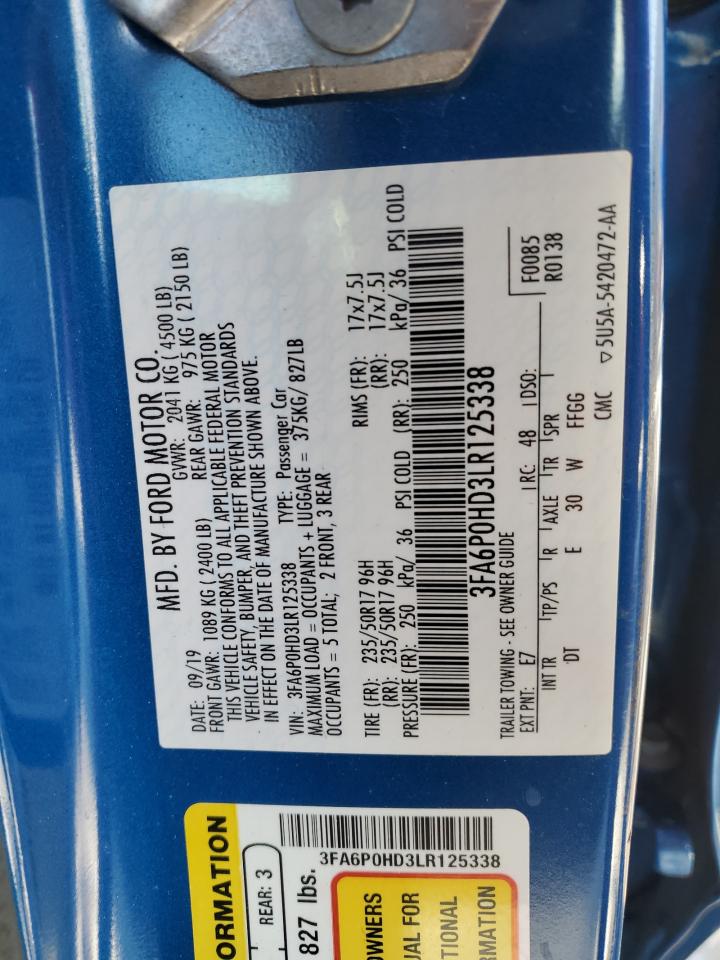 MFD. BY FORD MOTOR CO.
DATE: 09/19 GVWR: 2041 KG ( 4500 LB)
FRONT GAWR: 1089 KG ( 2400 LB) REAR GAWR: 975 KG ( 2150 LB)
THIS VEHICLE CONFORMS TO ALL APPLICABLE FEDERAL MOTOR
VEHICLE SAFETY, BUMPER, AND THEFT PREVENTION STANDARDS
IN EFFECT ON THE DATE OF MANUFACTURE SHOWN ABOVE.
VIN: 3FA6P0HD3LR125338 TYPE: Passenger Car
MAXIMUM LOAD = OCCUPANTS + LUGGAGE = 375KG/ 827LB
OCCUPANTS = 5 TOTAL; 2 FRONT, 3 REAR
TIRE (FR): 235/50R17 96H RIMS (FR): 17x7.5J
(RR): 235/50R17 96H (RR): 17x7.5J
PRESSURE (FR): 250 kPa/ 36 PSI COLD (RR): 250 kPa/ 36 PSI COLD
3FA6P0HD3LR125338
TRAILER TOWING - SEE OWNER GUIDE
EXT PNT: E7 RC: 48 DSO:
F0085
R0138
INT TR TP/PS R AXLE TR SPR
DT E 30 W FFGG
CMC ▽5U5A-5420472-AA
ORMATION
REAR: 3
827 lbs.
3FA6P0HD3LR125338
OWNERS
UAL FOR
TIONAL
RMATION